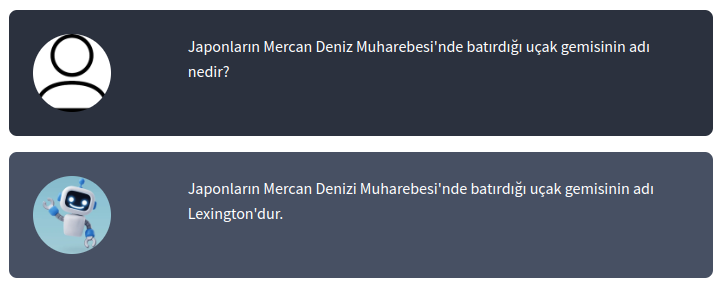 Japonların Mercan Deniz Muharebesi'nde batırdığı uçak gemisinin adı
nedir?
Japonların Mercan Denizi Muharebesi'nde batırdığı uçak gemisinin adı
Lexington'dur.